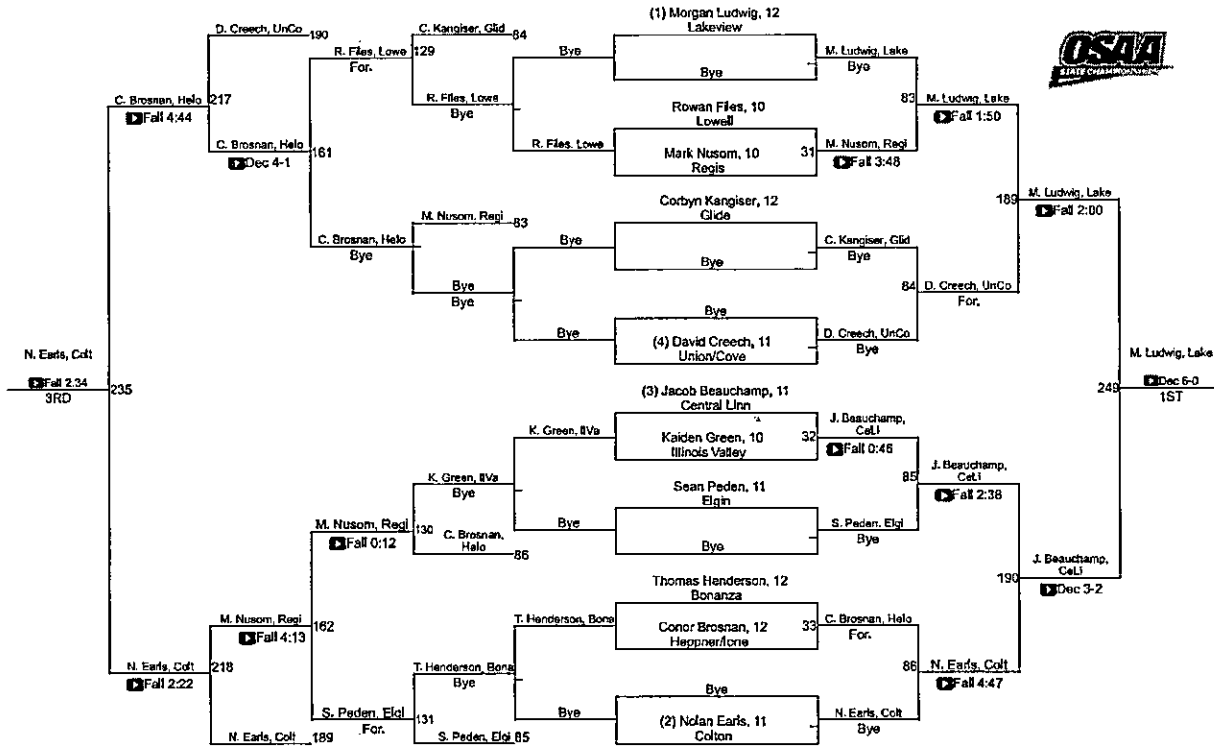 (1) Morgan Ludwig, 12
Lakeview
Bye
Bye
M. Ludwig, Lake
Bye
OSAA
STATE CHAMPIONSHIPS
D. Creech, UnCo
190
C. Kangiser, Glid
84
R. Files, Lowe
For.
129
R. Files, Lowe
Bye
C. Brosnan, Helo
Fall 4:44
217
Rowan Files, 10
Lowell
83
M. Ludwig, Lake
Fall 1:50
C. Brosnan, Helo
Dec 4-1
161
R. Files, Lowe
Mark Nusom, 10
Regis
31
M. Nusom, Regi
Fall 3:48
M. Nusom, Regi
83
Corbyn Kangiser, 12
Glide
189
M. Ludwig, Lake
Fall 2:00
C. Brosnan, Helo
Bye
Bye
Bye
C. Kangiser, Glid
Bye
Bye
Bye
84
D. Creech, UnCo
For.
Bye
Bye
(4) David Creech, 11
Union/Cove
D. Creech, UnCo
Bye
N. Earls, Colt
Fall 2:34
3RD
235
M. Ludwig, Lake
Dec 6-0
1ST
249
(3) Jacob Beauchamp, 11
Central Linn
K. Green, IlVa
Kaiden Green, 10
Illinois Valley
32
J. Beauchamp,
CeLi
Fall 0:46
K. Green, IlVa
Bye
Sean Peden, 11
Elgin
85
J. Beauchamp,
CeLi
Fall 2:38
M. Nusom, Regi
Fall 0:12
130
C. Brosnan,
Helo
86
Bye
Bye
S. Peden, Elgi
Bye
Thomas Henderson, 12
Bonanza
190
J. Beauchamp,
CeLi
Dec 3-2
M. Nusom, Regi
Fall 4:13
162
T. Henderson, Bona
Conor Brosnan, 12
Heppner/Ione
33
C. Brosnan, Helo
For.
N. Earls, Colt
Fall 2:22
218
T. Henderson, Bona
Bye
86
N. Earls, Colt
Fall 4:47
Bye
S. Peden, Elgi
For.
131
Bye
(2) Nolan Earls, 11
Colton
N. Earls, Colt
Bye
N. Earls, Colt
189
S. Peden, Elgi
85